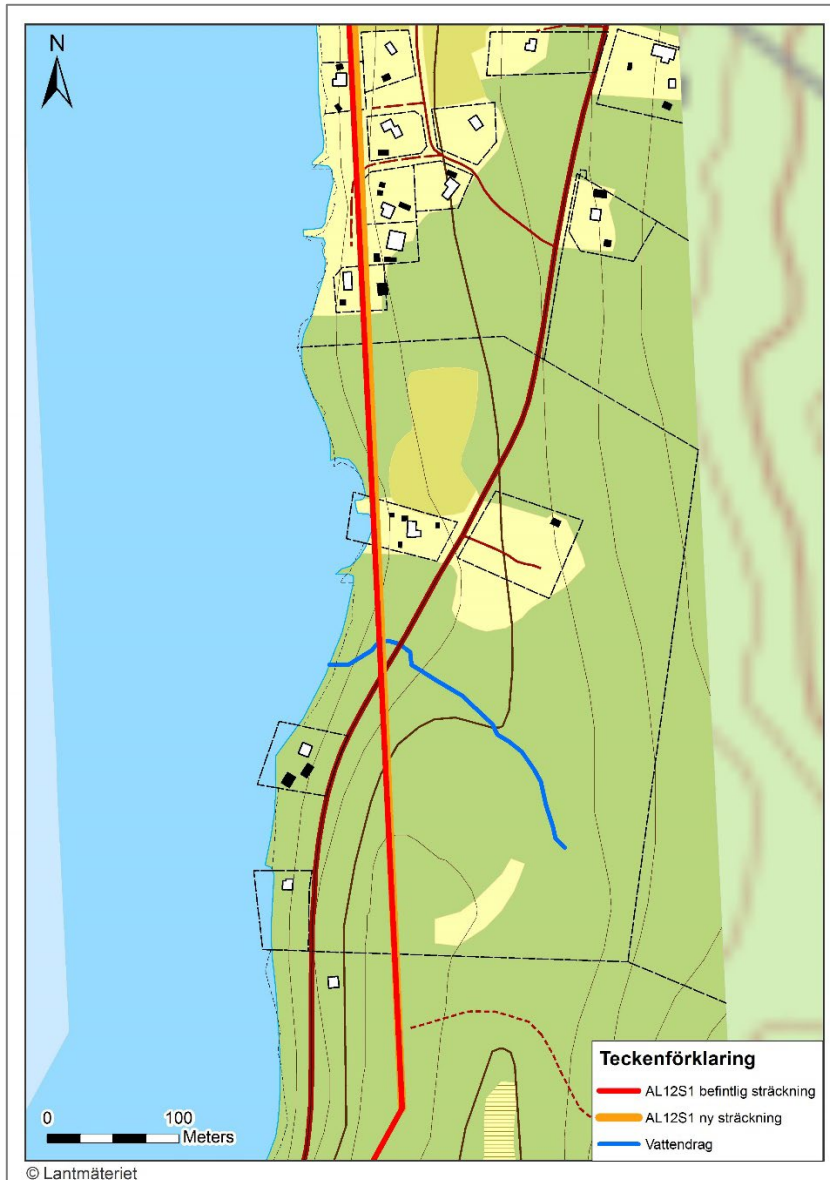 N
Teckenförklaring
AL12S1 befintlig sträckning
AL12S1 ny sträckning
Vattendrag
0 100
Meters
© Lantmäteriet